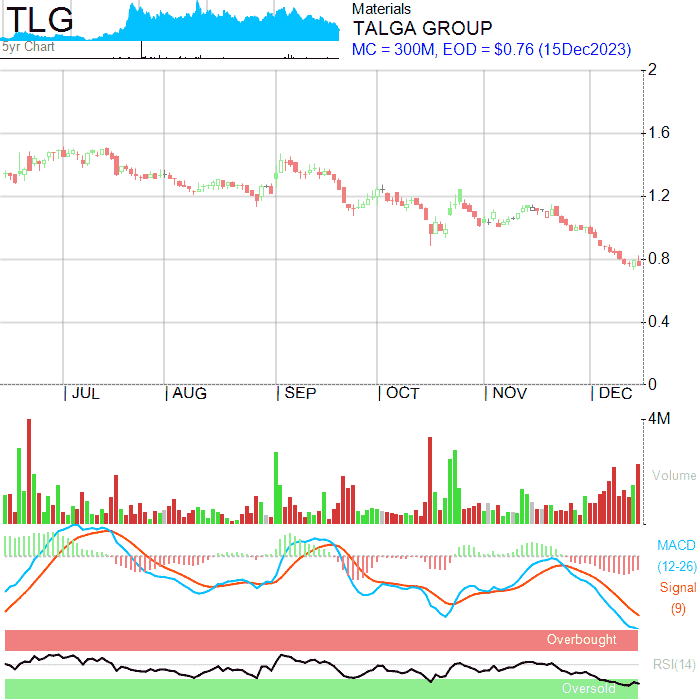 TLG
5yr Chart
Materials
TALGA GROUP
MC = 300M, EOD = $0.76 (15Dec2023)
2
1.6
1.2
0.8
0.4
0
JUL AUG SEP OCT NOV DEC
4M
Volume
MACD
(12-26)
Signal
(9)
Overbought
RSI(14)
Oversold